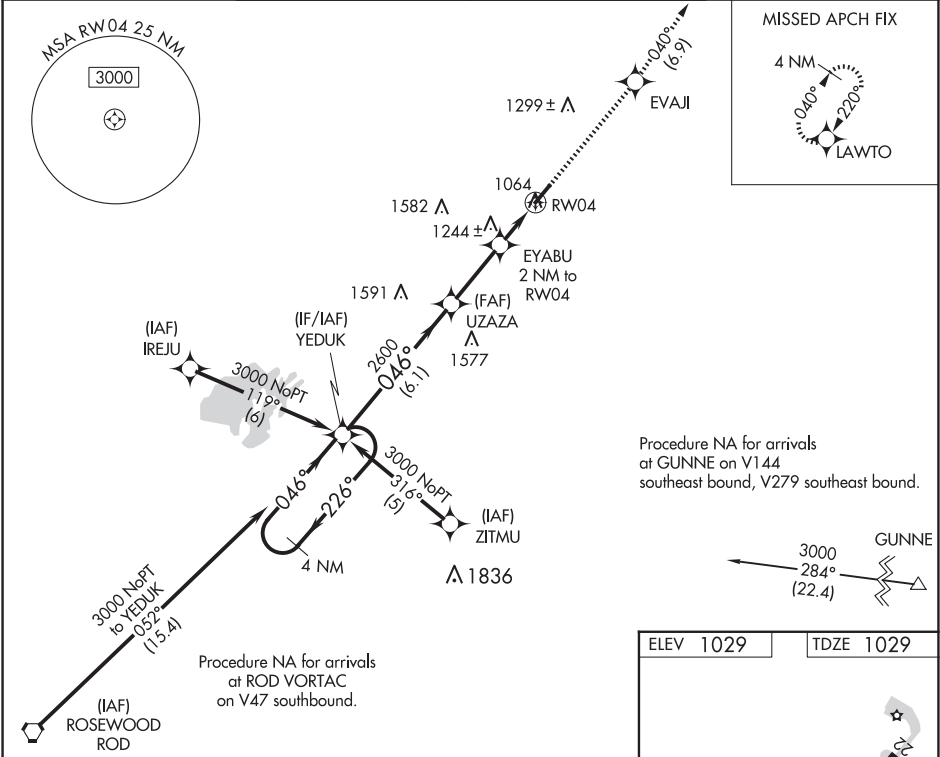 MSA RW04 25 NM
3000
MISSED APCH FIX
4 NM
040°
220°
LAWTO
040°
(6.9)
EVAJI
1299 ±
1064
RW04
1582
1244 ±
EYABU
2 NM to
RW04
1591
(FAF)
UZAZA
1577
(IF/IAF)
YEDUK
2600
046°
(6.1)
(IAF)
IREJU
3000 NoPT
119°
(6)
3000 NoPT
316°
(5)
(IAF)
ZITMU
046°
226°
4 NM
1836
Procedure NA for arrivals
at GUNNE on V144
southeast bound, V279 southeast bound.
GUNNE
3000
284°
(22.4)
3000 NoPT
to YEDUK
052°
(15.4)
Procedure NA for arrivals
at ROD VORTAC
on V47 southbound.
(IAF)
ROSEWOOD
ROD
ELEV 1029
TDZE 1029
22